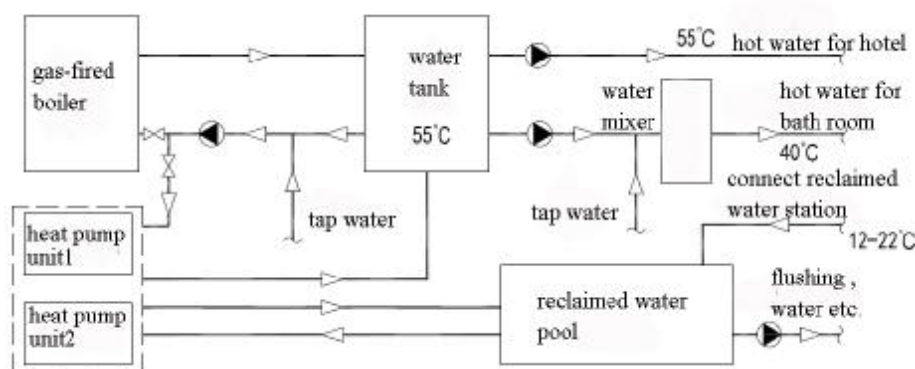 gas-fired
boiler
water
tank
55°C
55°C hot water for hotel
water
mixer
hot water for
bath room
40°C
tap water
tap water
connect reclaimed
water station
12-22°C
heat pump
unit1
heat pump
unit2
reclaimed water
pool
flushing ,
water etc.